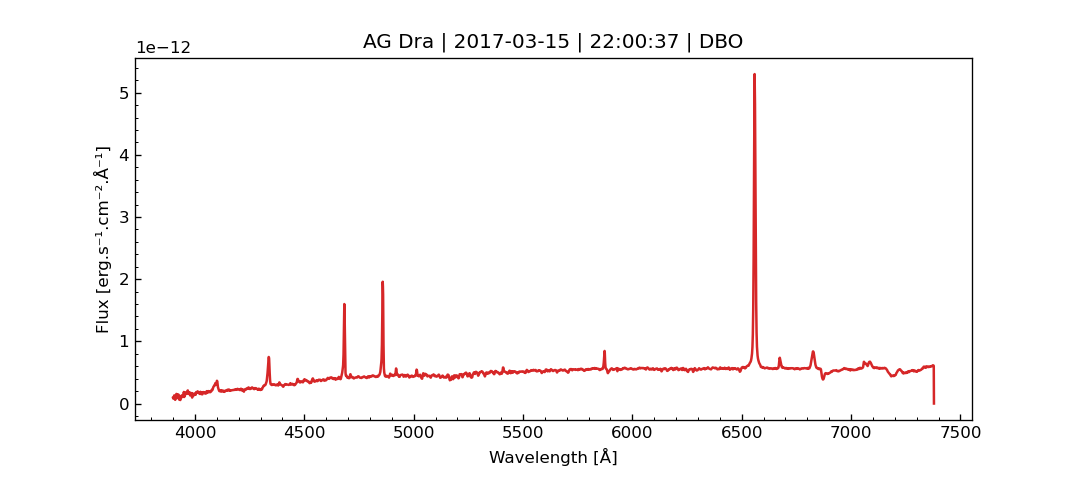 AG Dra | 2017-03-15 | 22:00:37 | DBO
1e−12
Flux [erg.s⁻¹.cm⁻².Å⁻¹]
5
4
3
2
1
0
4000 4500 5000 5500 6000 6500 7000 7500
Wavelength [Å]